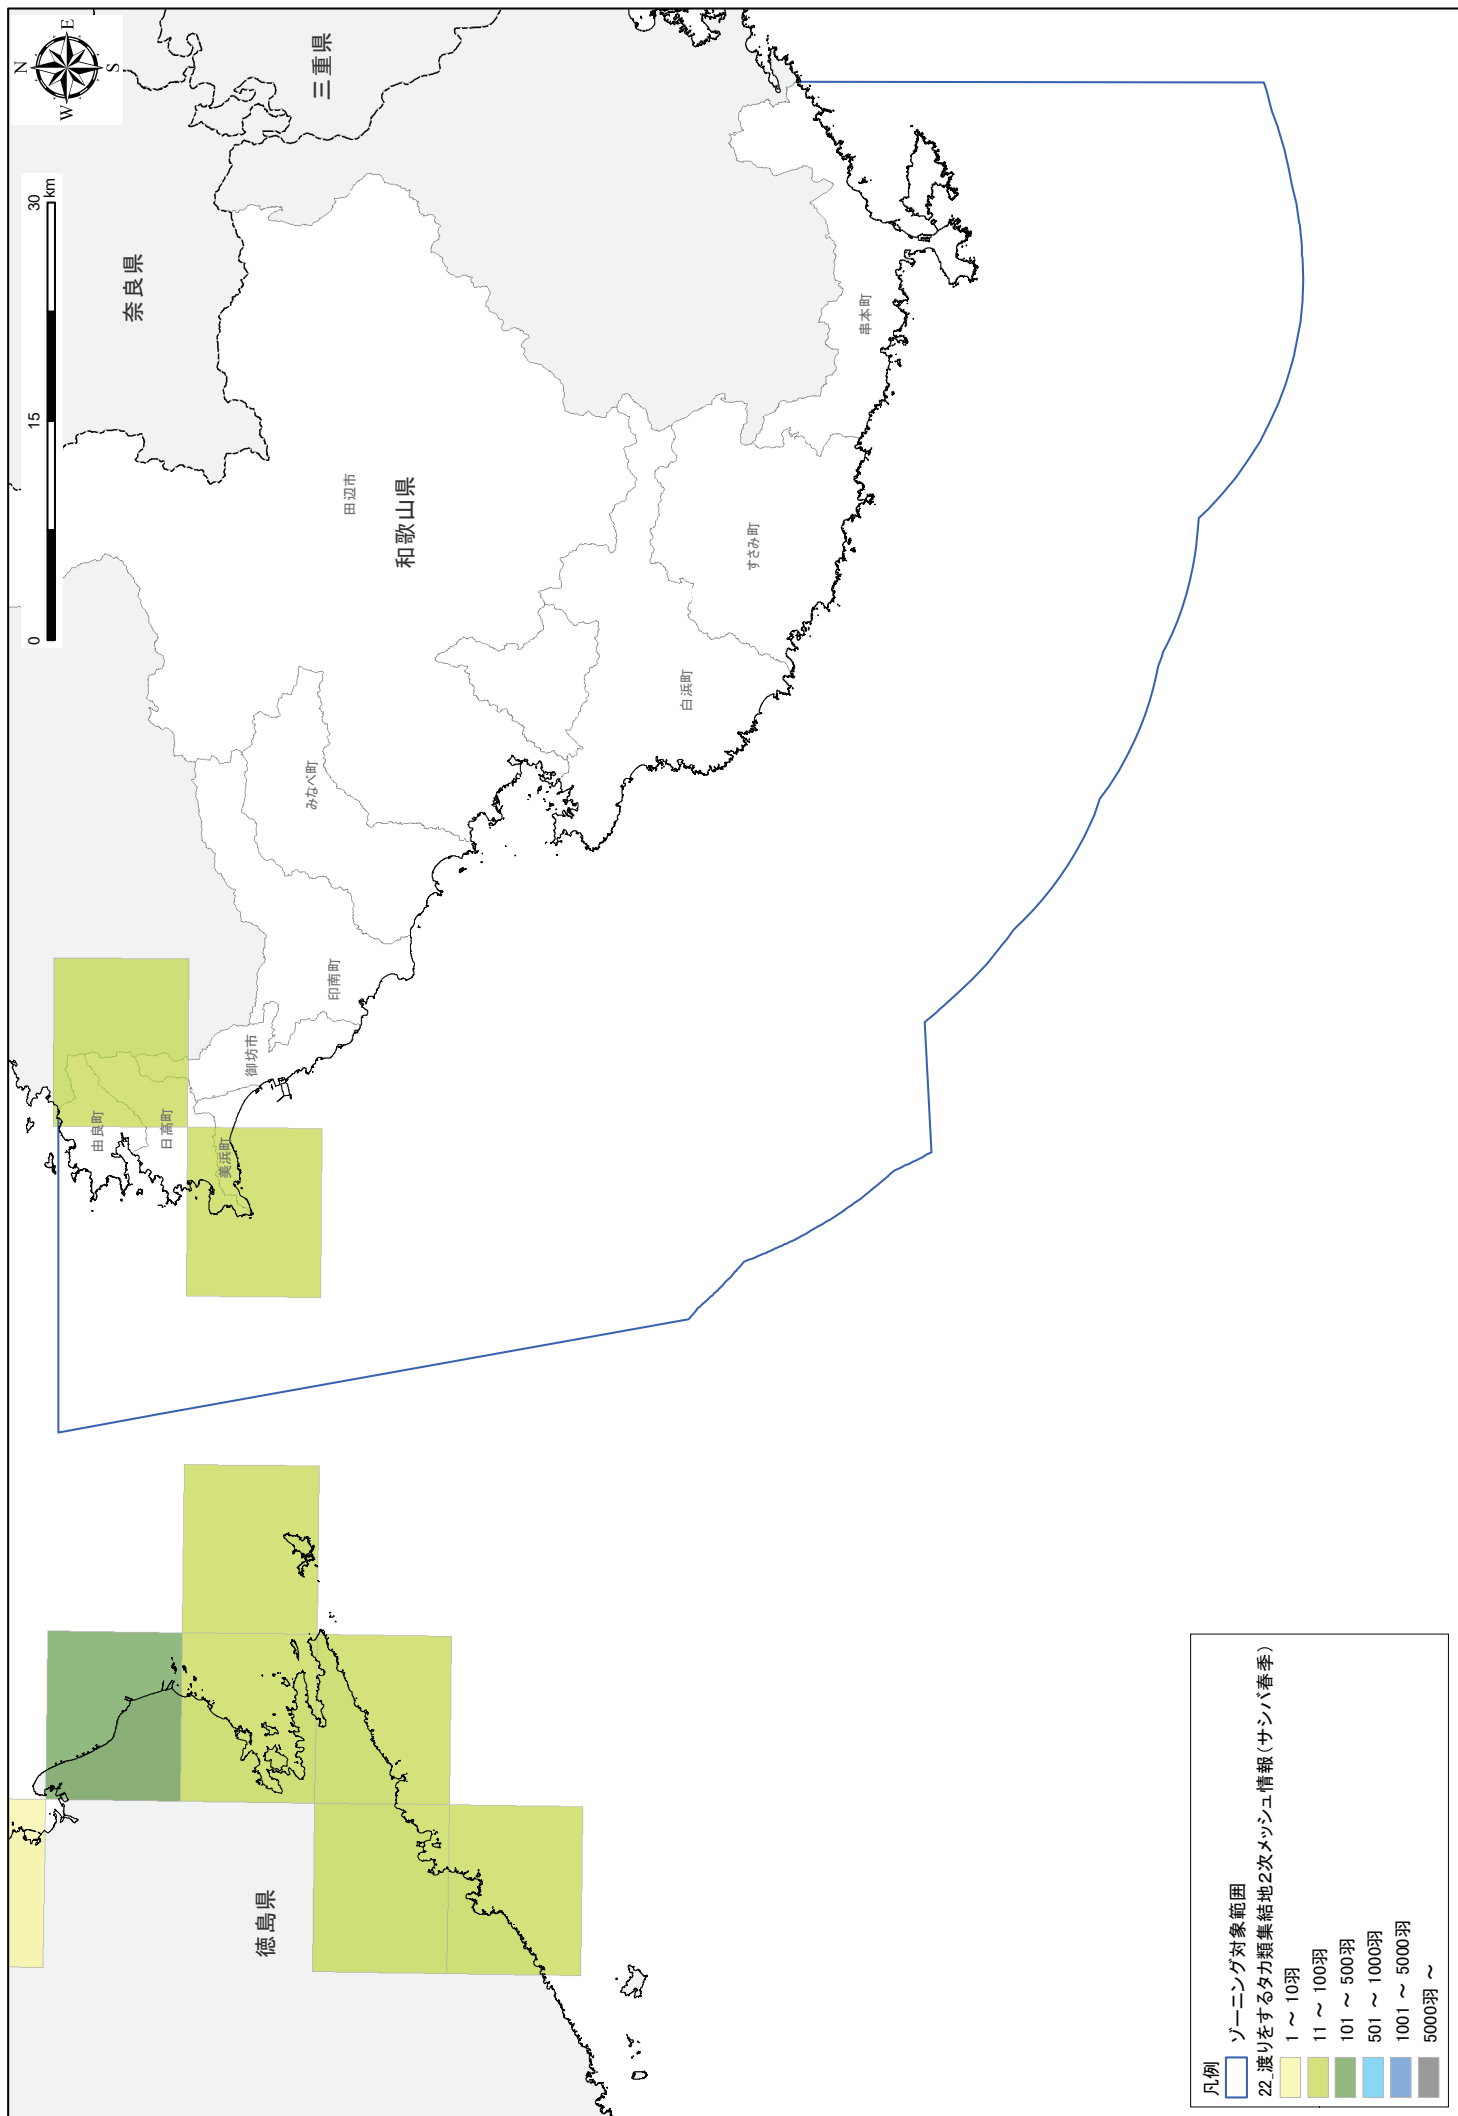 N
E
S
W
0
15
30
km
奈良県
三重県
和歌山県
徳島県
田辺市
みなべ町
印南町
御坊市
由良町
日高町
美浜町
白浜町
すさみ町
串本町
凡例
ゾーニング対象範囲
22_渡りをするタカ類集結地2次メッシュ情報(サシバ春季)
1 ～ 10羽
11 ～ 100羽
101 ～ 500羽
501 ～ 1000羽
1001 ～ 5000羽
5000羽 ～